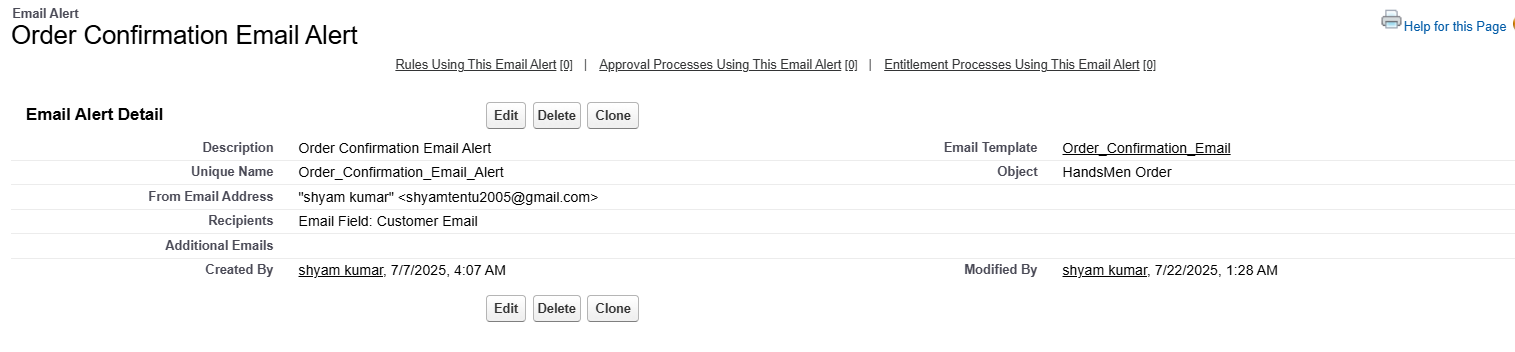 Email Alert
Order Confirmation Email Alert
Help for this Page
Rules Using This Email Alert [0] | Approval Processes Using This Email Alert [0] | Entitlement Processes Using This Email Alert [0]
Email Alert Detail Edit Delete Clone
Description Order Confirmation Email Alert Email Template Order_Confirmation_Email
Unique Name Order_Confirmation_Email_Alert Object HandsMen Order
From Email Address "shyam kumar" <shyamtentu2005@gmail.com>
Recipients Email Field: Customer Email
Additional Emails
Created By shyam kumar, 7/7/2025, 4:07 AM Modified By shyam kumar, 7/22/2025, 1:28 AM
Edit Delete Clone